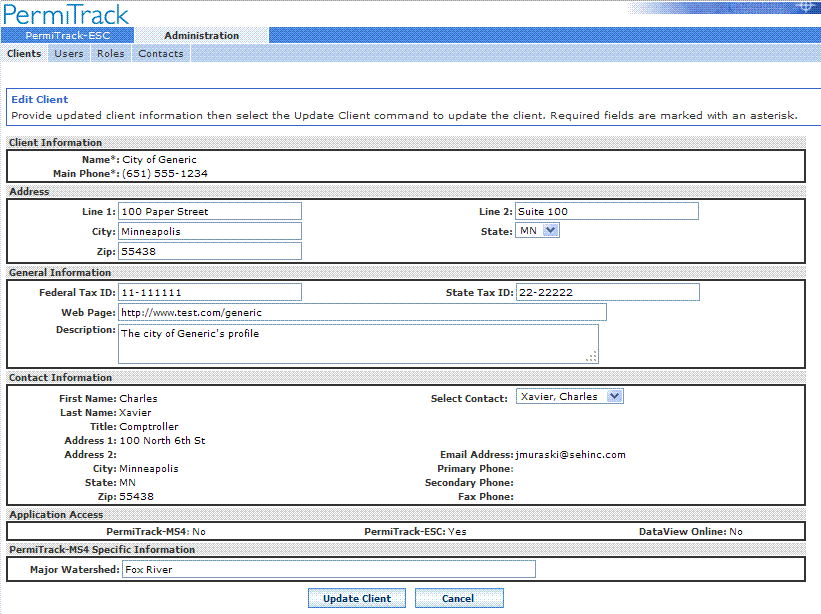 PermiTrack
PermiTrack-ESC Administration
Clients Users Roles Contacts
Edit Client
Provide updated client information then select the Update Client command to update the client. Required fields are marked with an asterisk.
Client Information
Name*: City of Generic
Main Phone*: (651) 555-1234
Address
Line 1: 100 Paper Street Line 2: Suite 100
City: Minneapolis State: MN
Zip: 55438
General Information
Federal Tax ID: 11-111111 State Tax ID: 22-22222
Web Page: http://www.test.com/generic
Description: The city of Generic's profile
Contact Information
First Name: Charles Select Contact: Xavier, Charles
Last Name: Xavier
Title: Comptroller
Address 1: 100 North 6th St
Address 2: Email Address: jmuraski@sehinc.com
City: Minneapolis Primary Phone:
State: MN Secondary Phone:
Zip: 55438 Fax Phone:
Application Access
PermiTrack-MS4: No PermiTrack-ESC: Yes DataView Online: No
PermiTrack-MS4 Specific Information
Major Watershed: Fox River
Update Client Cancel